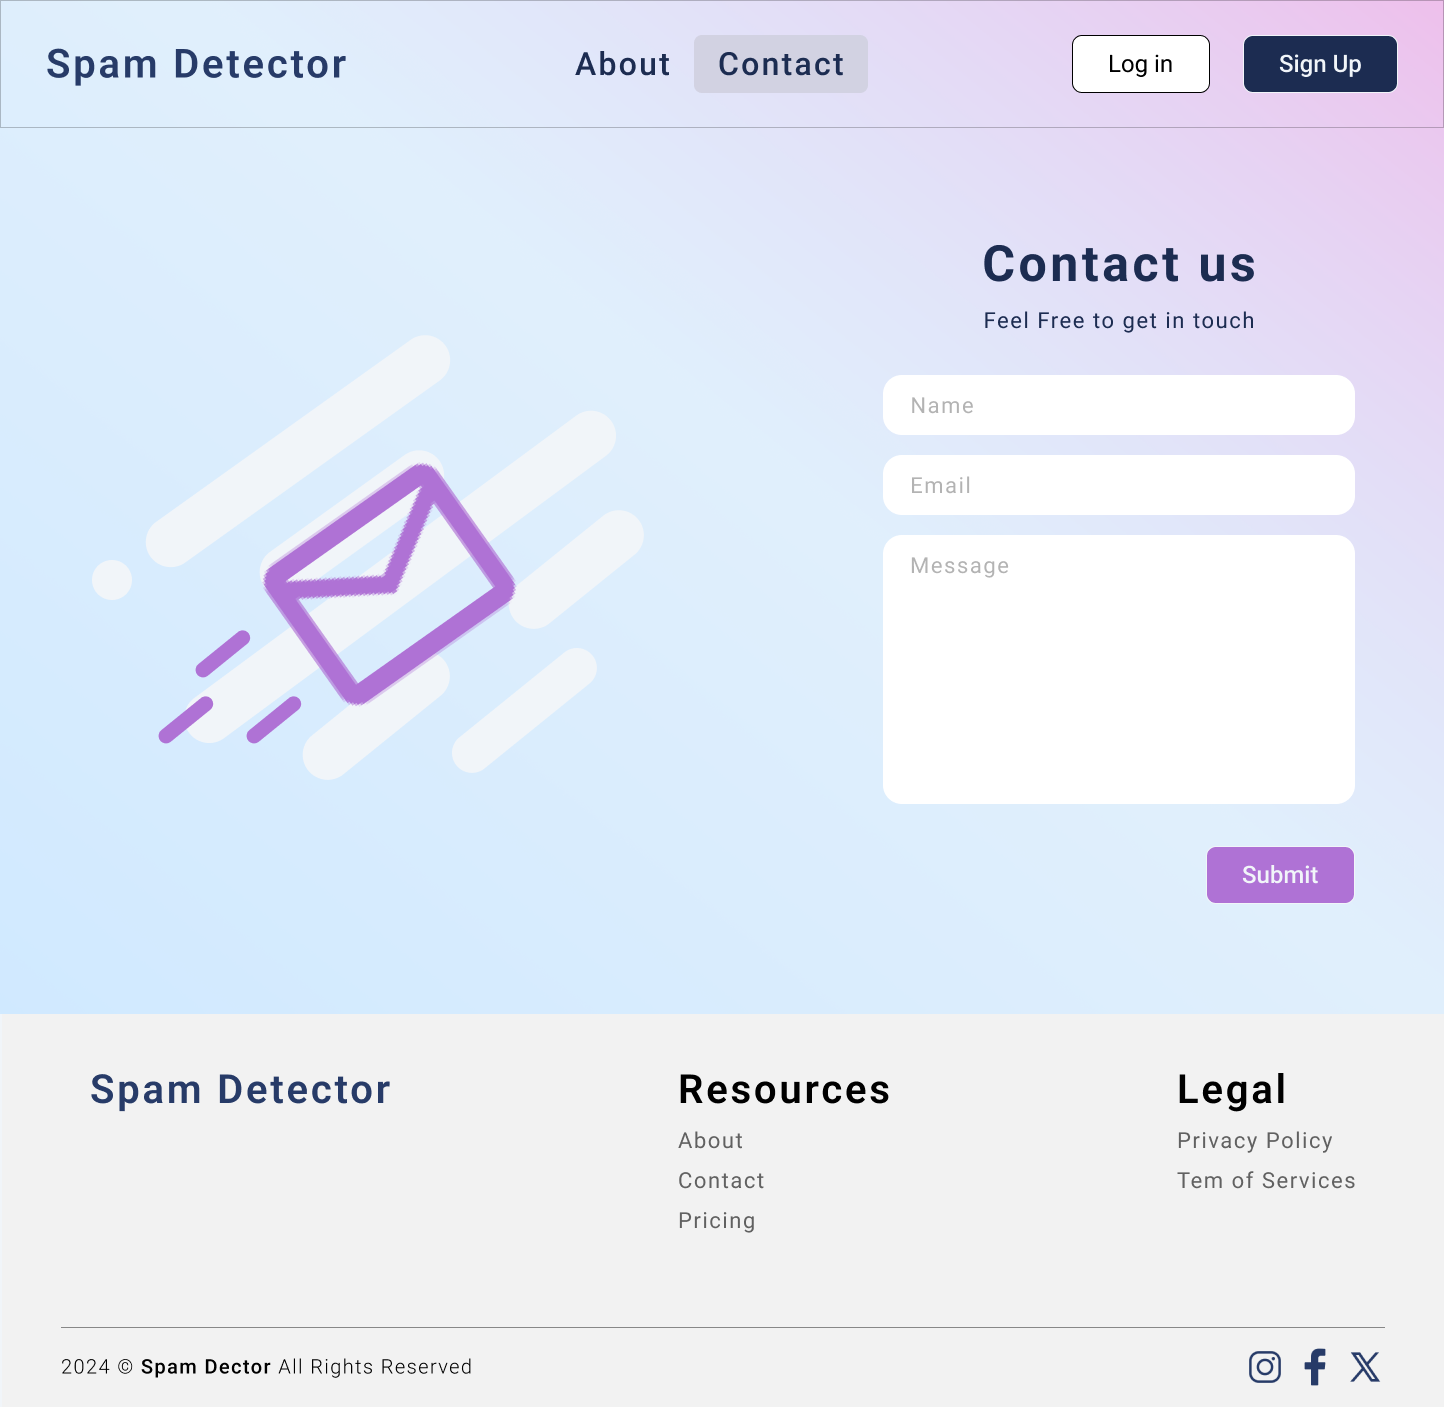 Spam Detector
About
Contact
Log in
Sign Up
Contact us
Feel Free to get in touch
Name
Email
Message
Submit
Spam Detector
Resources
About
Contact
Pricing
Legal
Privacy Policy
Tem of Services
2024 © Spam Dector All Rights Reserved